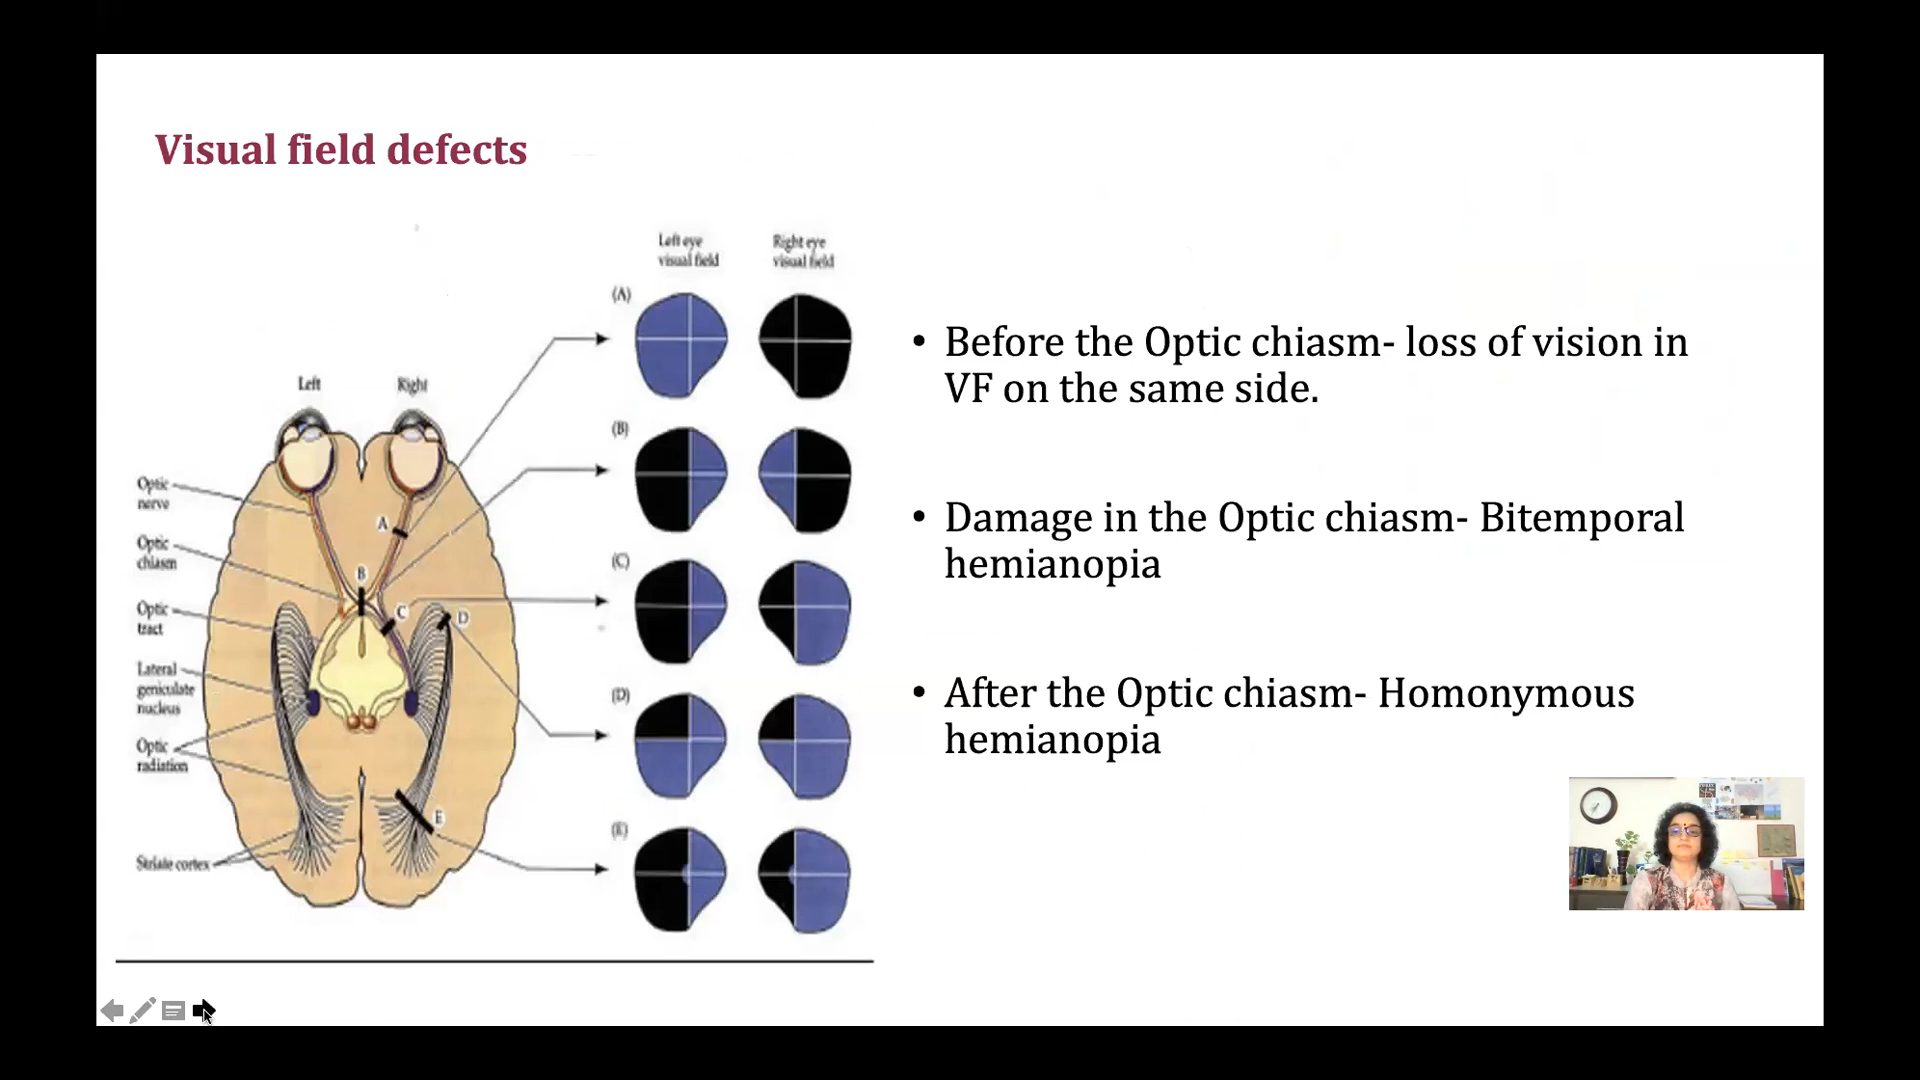 Visual field defects
Left eye
visual field
Right eye
visual field
(A)
(B)
(C)
(D)
(E)
Left
Right
Optic
nerve
Optic
chiasm
Optic
tract
Lateral
geniculate
nucleus
Optic
radiation
Striate cortex
A
B
C
D
E
• Before the Optic chiasm- loss of vision in
VF on the same side.
• Damage in the Optic chiasm- Bitemporal
hemianopia
• After the Optic chiasm- Homonymous
hemianopia